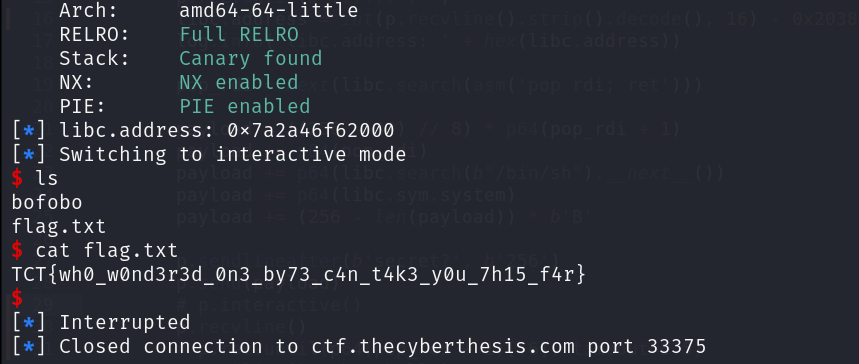 Arch: amd64-64-little
RELRO: Full RELRO
Stack: Canary found
NX: NX enabled
PIE: PIE enabled
[*] libc.address: 0×7a2a46f62000
[*] Switching to interactive mode
$ ls
bofobo
flag.txt
$ cat flag.txt
TCT{wh0_w0nd3r3d_0n3_by73_c4n_t4k3_y0u_7h15_f4r}
$
[*] Interrupted
[*] Closed connection to ctf.thecyberthesis.com port 33375